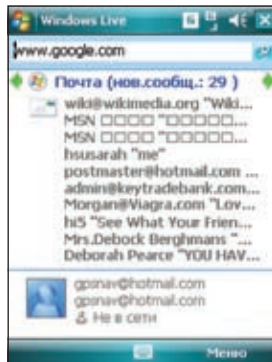 Windows Live
www.google.com
Почта (нов.сообщ.: 29 )
wiki@wikimedia.org "Wiki...
MSN □□□□ "□□□□□...
MSN □□□□ "□□□□□...
hsusarah "me"
postmaster@hotmail.com ...
admin@keytradebank.com...
Morgan@Viagra.com "Lov...
hi5 "See What Your Frien...
Mrs.Debock Berghmans "...
Deborah Pearce "YOU HAV...
gpsnav@hotmail.com
gpsnav@hotmail.com
Не в сети
Меню